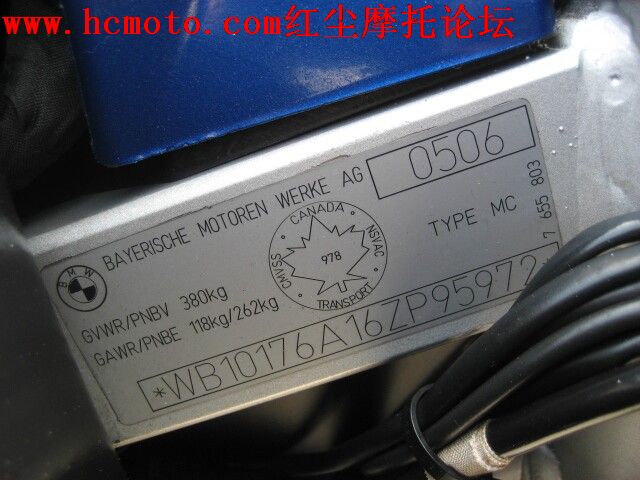 www.hcmoto.com红尘摩托论坛
BMW
BAYERISCHE MOTOREN WERKE AG
0506
CANADA
NSVAC
TRANSPORT
CMVSS
978
TYPE MC
7 655 803
GVWR/PNBV 380kg
GAWR/PNBE 118kg/262kg
*WB10176A16ZP95972